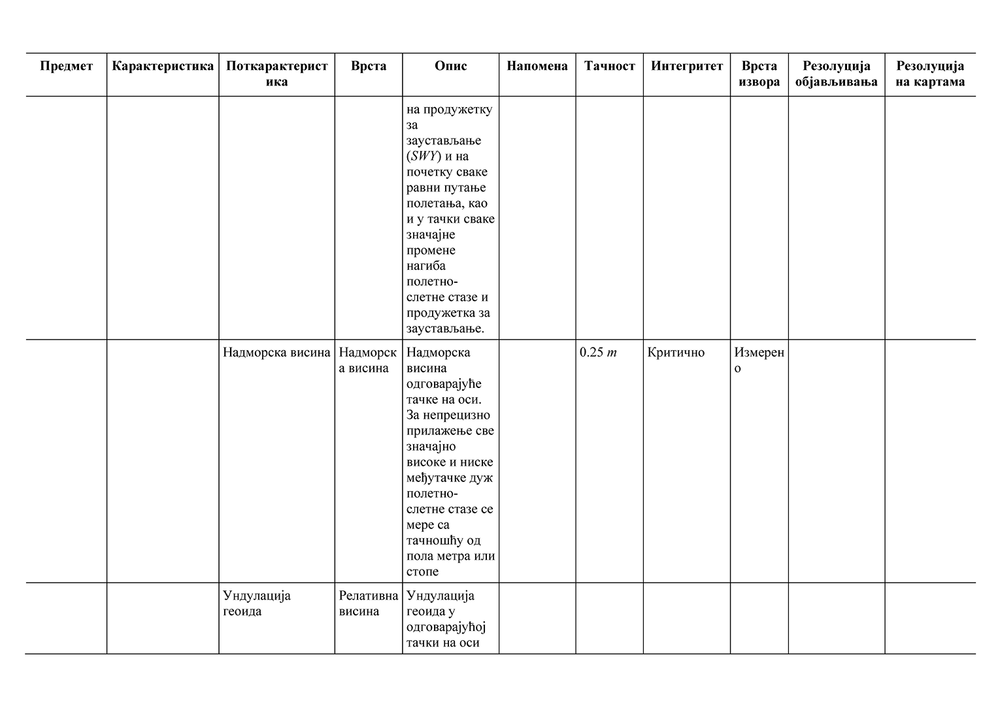 Предмет Карактеристика Поткарактерист Врста Опис Напомена Тачност Интегритет Врста Резолуција Резолуција
ика извора објављивања на картама
на продужетку
за
заустављање
(SWY) и на
почетку сваке
равни путање
полетања, као
и у тачки сваке
значајне
промене
нагиба
полетно-
слетне стазе и
продужетка за
заустављање.
Надморска висина Надморск Надморска 0.25 m Критично Измерен
а висина висина о
одговарајуће
тачке на оси.
За непрецизно
прилажење све
значајно
високе и ниске
међутачке дуж
полетно-
слетне стазе се
мере са
тачношћу од
пола метра или
стопе
Ундулација Релативна Ундулација
геоида висина геоида у
одговарајућој
тачки на оси